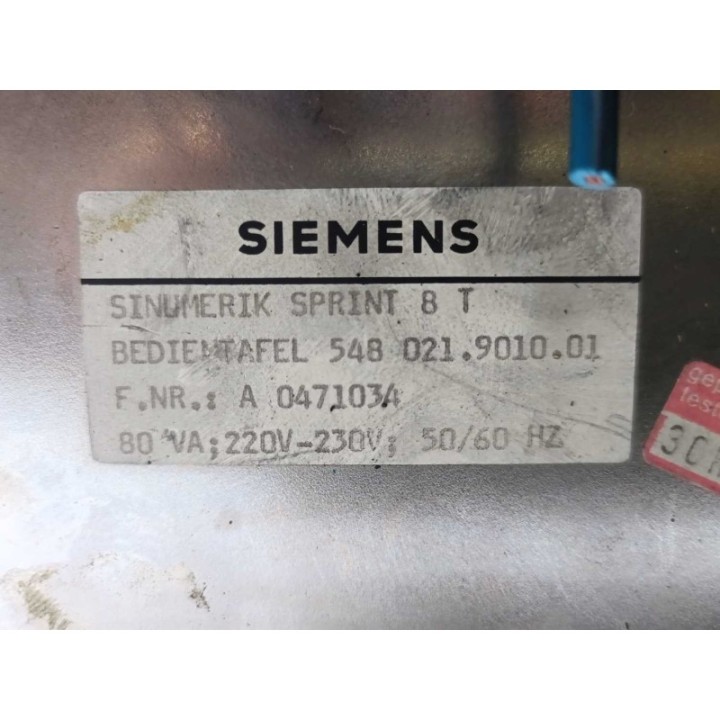 SIEMENS
SINUMERIK SPRINT 8 T
BEDIENTAFEL 548 021.9010.01
F.NR.: A 0471034
80 VA;220V-230V; 50/60 HZ